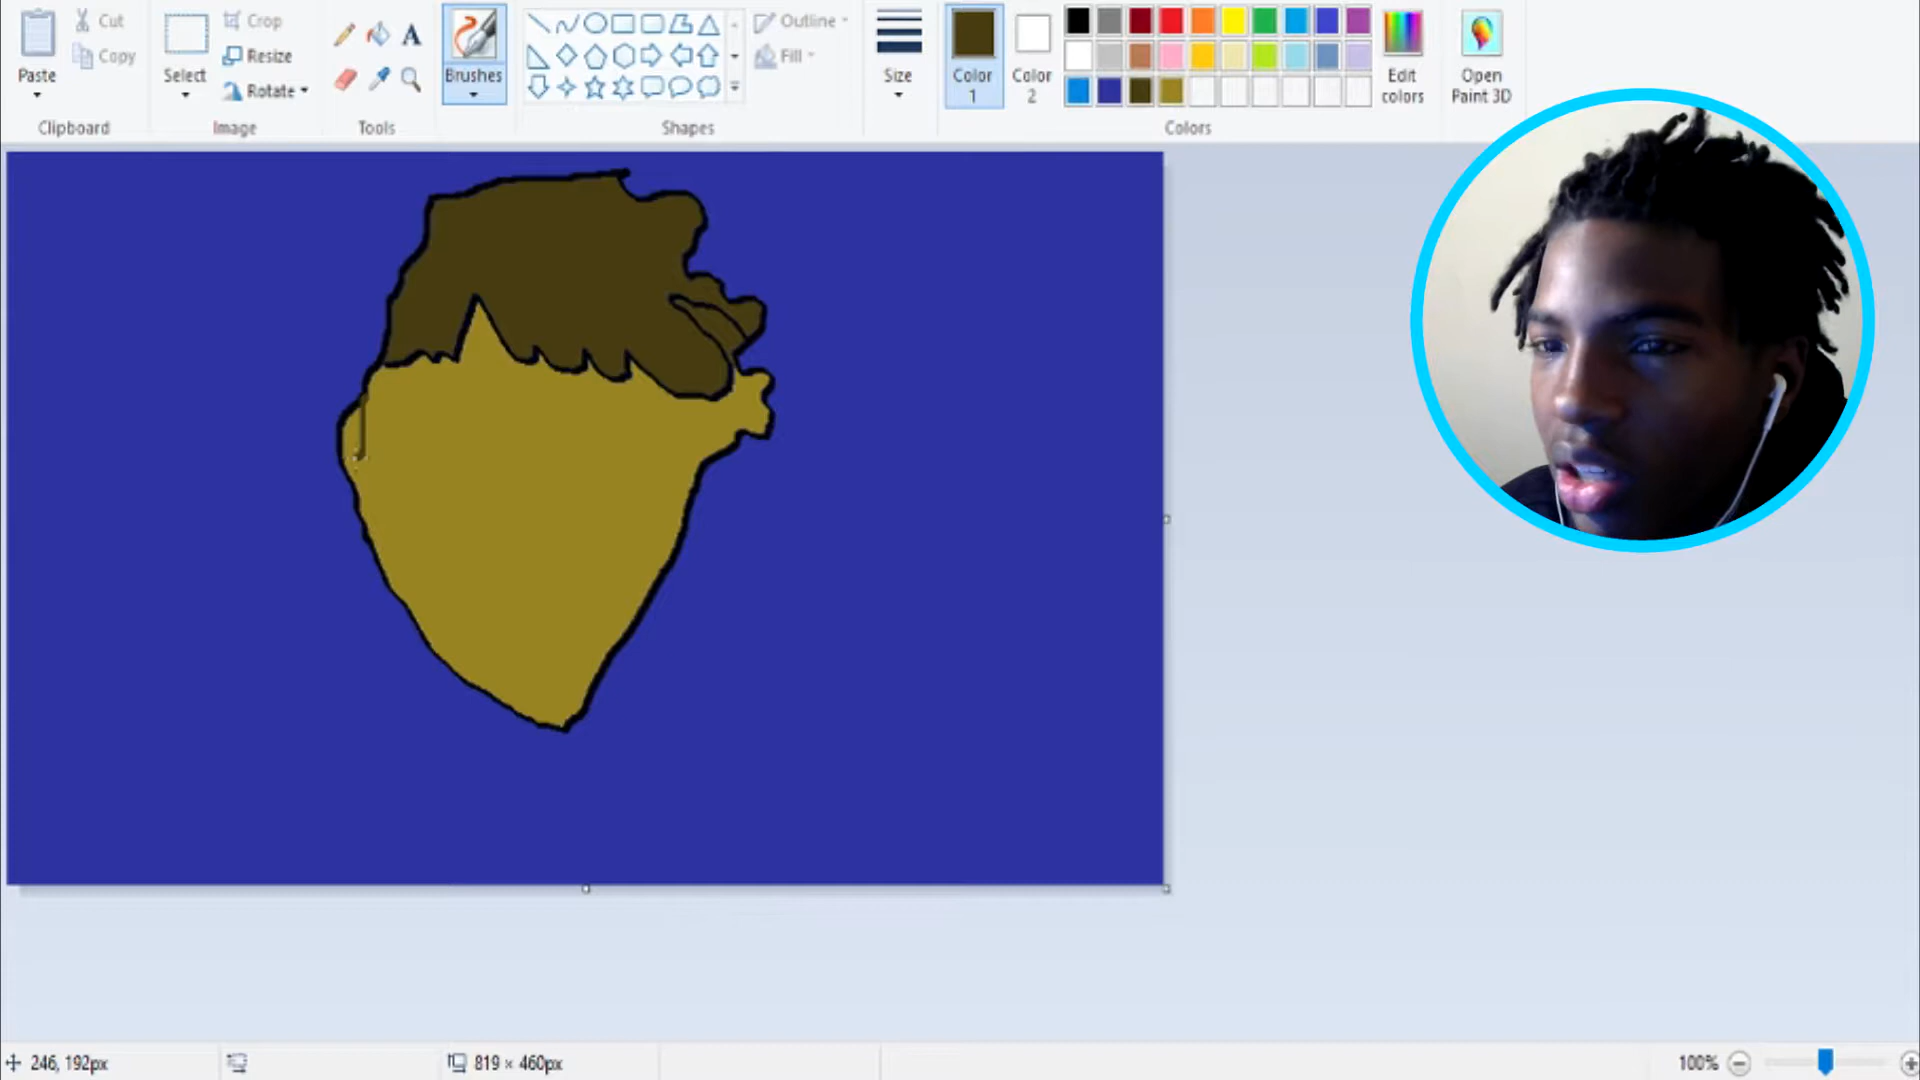 Paste
Cut
Copy
Clipboard
Select
Crop
Resize
Rotate
Image
A
Tools
Brushes
Outline
Fill
Shapes
Size
Color 1
Color 2
Edit colors
Open Paint 3D
Colors
246, 192px
819 × 460px
100%